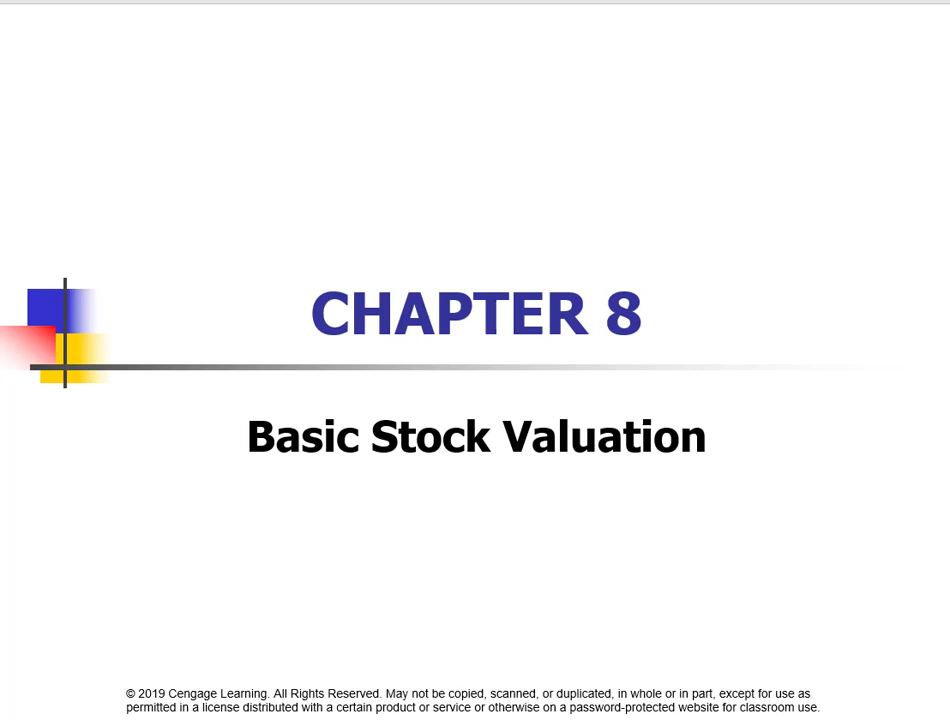 CHAPTER 8
Basic Stock Valuation
© 2019 Cengage Learning. All Rights Reserved. May not be copied, scanned, or duplicated, in whole or in part, except for use as
permitted in a license distributed with a certain product or service or otherwise on a password-protected website for classroom use.